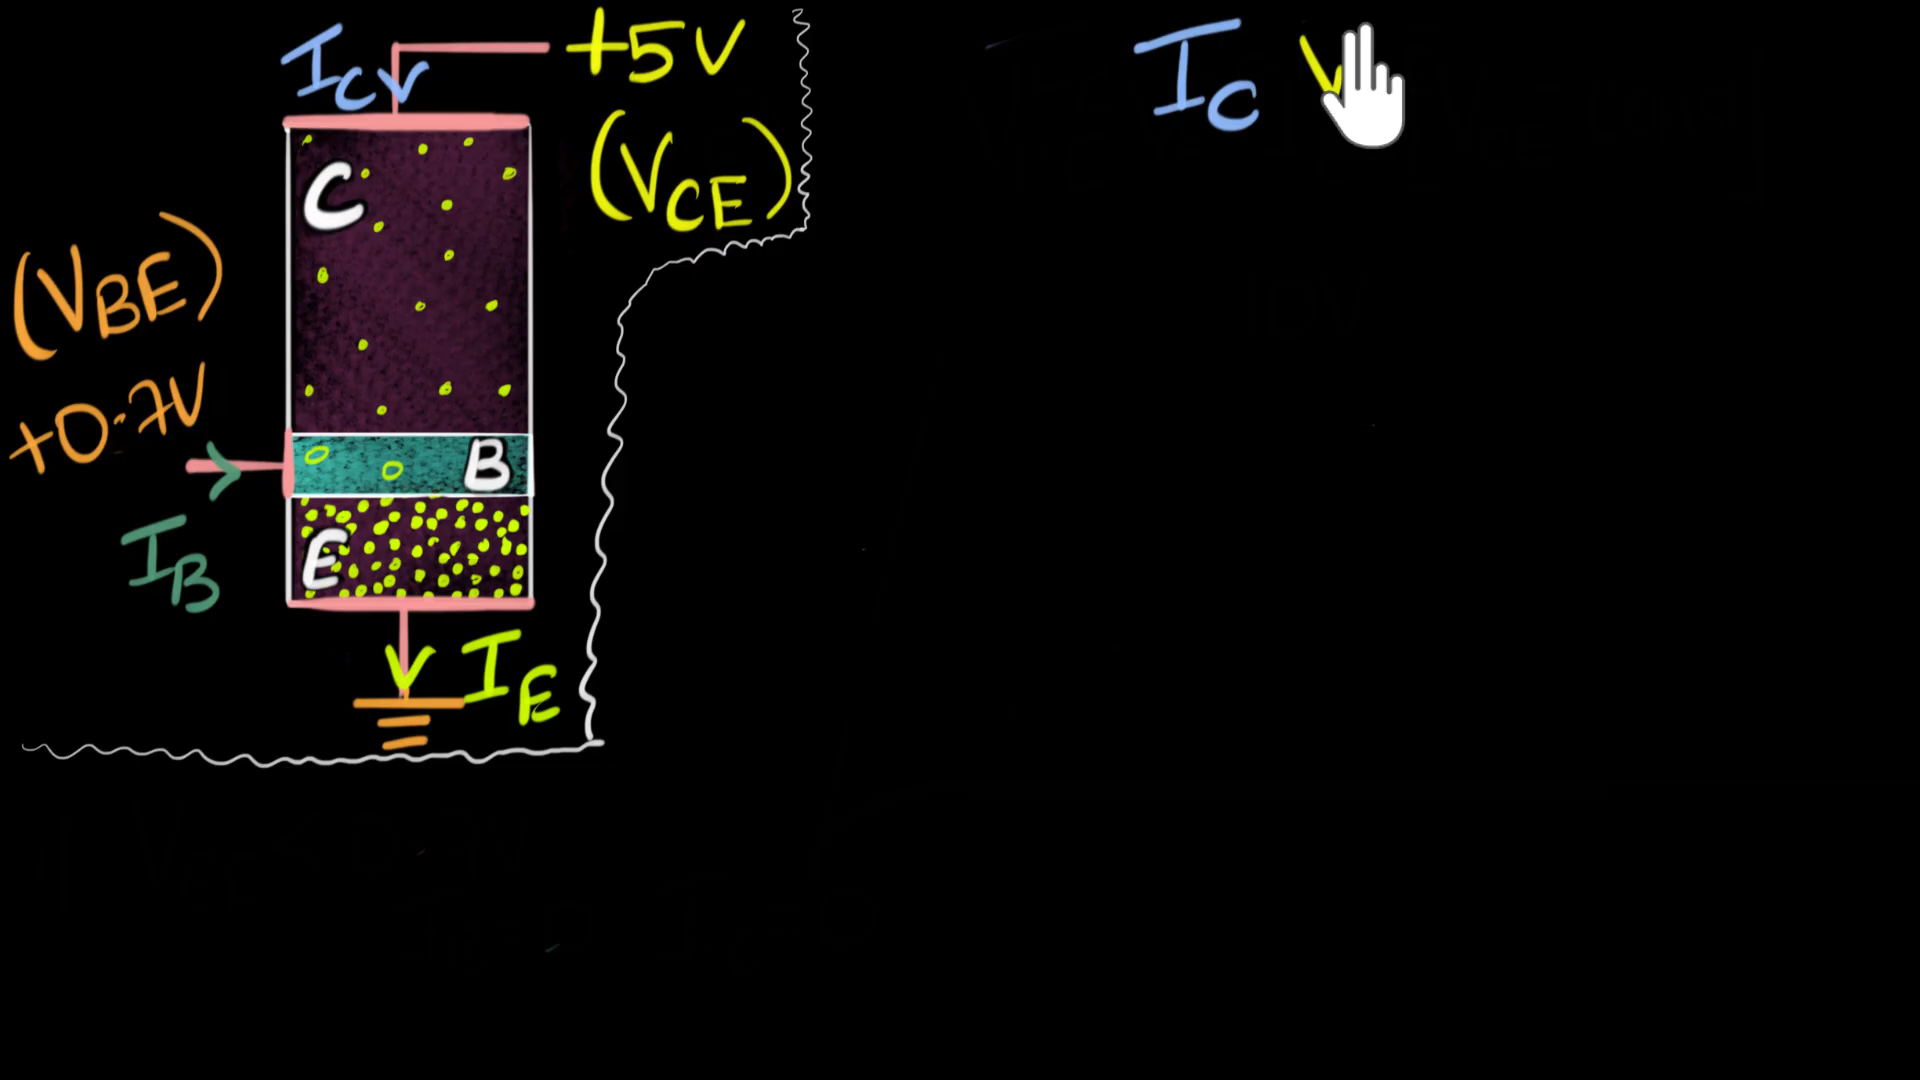 I_C
+5V
(V_CE)
C
(V_BE)
+0.7V
B
I_B
E
I_E
I_C V